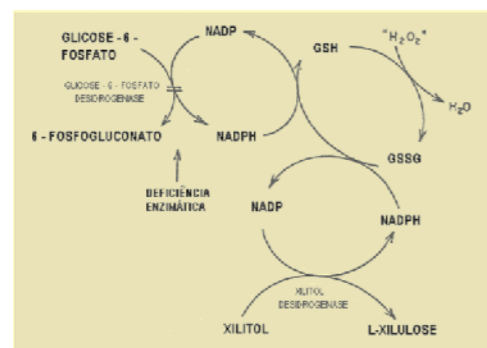 GLICOSE - 6 -
FOSFATO
NADP
GSH
"H2O2"
GLICOSE - 6 - FOSFATO
DESIDROGENASE
H2O
6 - FOSFOGLUCONATO
NADPH
GSSG
DEFICIÊNCIA
ENZIMÁTICA
NADP
NADPH
XILITOL
DESIDROGENASE
XILITOL
L-XILULOSE